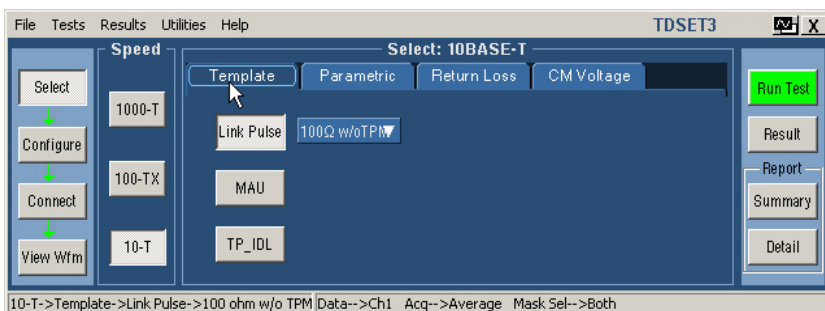 File Tests Results Utilities Help TDSET3 X
Speed
Select: 10BASE-T
Select
Configure
Connect
View Wfm
1000-T
100-TX
10-T
Template Parametric Return Loss CM Voltage
Link Pulse 100Ω w/oTPM
MAU
TP_IDL
Run Test
Result
Report
Summary
Detail
10-T->Template->Link Pulse->100 ohm w/o TPM Data-->Ch1 Acq-->Average Mask Sel-->Both